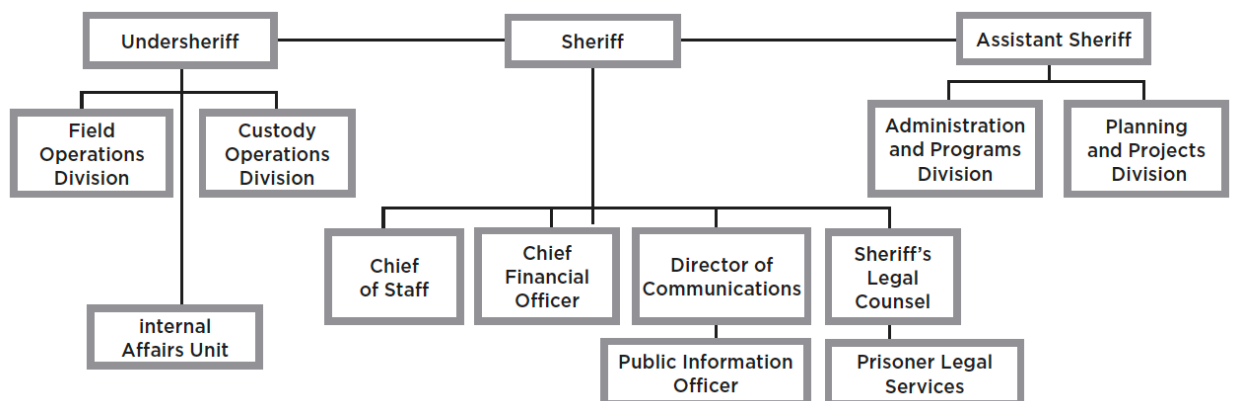 Undersheriff
Sheriff
Assistant Sheriff
Field
Operations
Division
Custody
Operations
Division
Administration
and Programs
Division
Planning
and Projects
Division
Chief
of Staff
Chief
Financial
Officer
Director of
Communications
Sheriff’s
Legal
Counsel
internal
Affairs Unit
Public Information
Officer
Prisoner Legal
Services